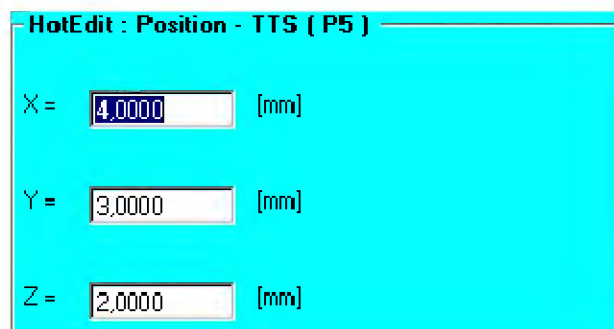 HotEdit : Position - TTS ( P5 )
X = 4,0000 [mm]
Y = 3,0000 [mm]
Z = 2,0000 [mm]